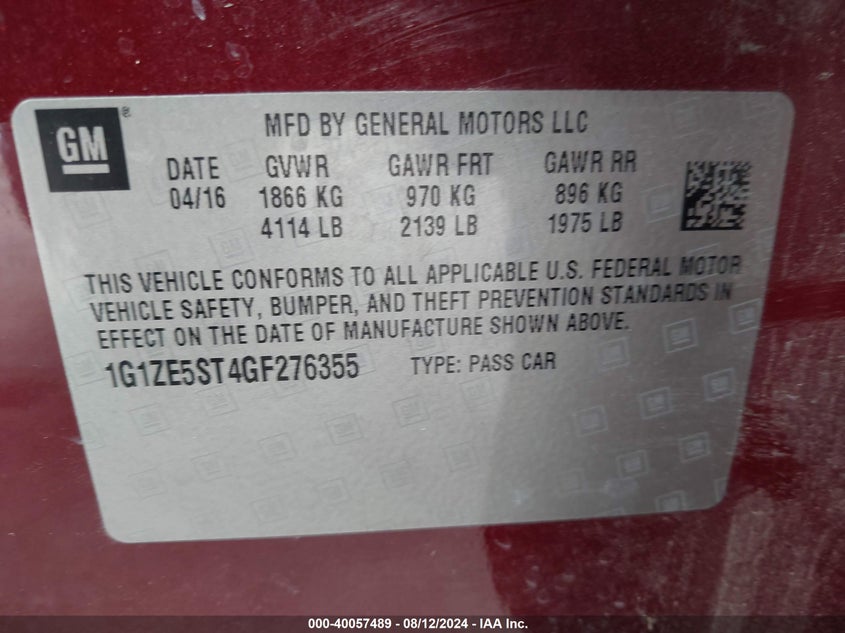 GM®
MFD BY GENERAL MOTORS LLC
DATE GVWR GAWR FRT GAWR RR
04/16 1866 KG 970 KG 896 KG
4114 LB 2139 LB 1975 LB
THIS VEHICLE CONFORMS TO ALL APPLICABLE U.S. FEDERAL MOTOR
VEHICLE SAFETY, BUMPER, AND THEFT PREVENTION STANDARDS IN
EFFECT ON THE DATE OF MANUFACTURE SHOWN ABOVE.
1G1ZE5ST4GF276355 TYPE: PASS CAR
000-40057489 - 08/12/2024 - IAA Inc.